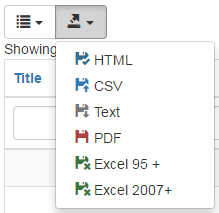 Showing
HTML
Title
CSV
Text
PDF
Excel 95 +
Excel 2007+